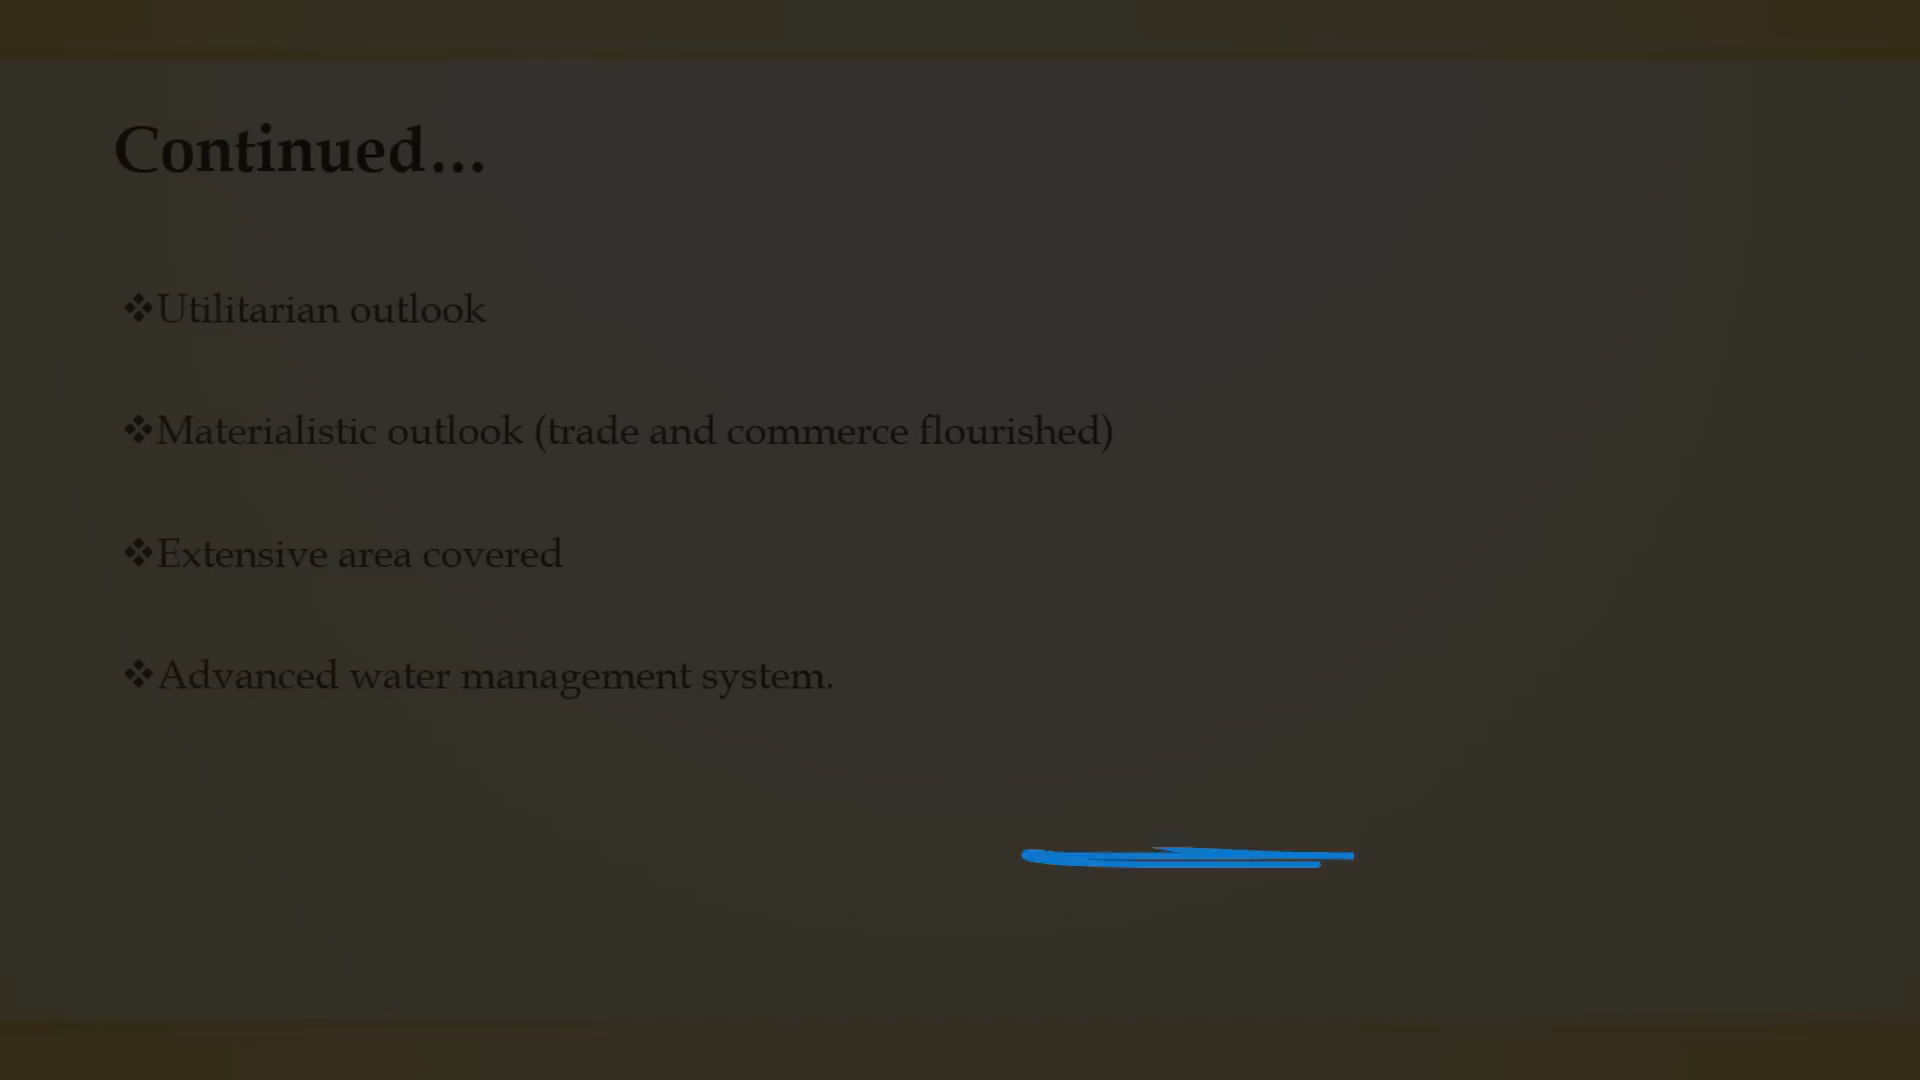 Continued...
❖Utilitarian outlook
❖Materialistic outlook (trade and commerce flourished)
❖Extensive area covered
❖Advanced water management system.